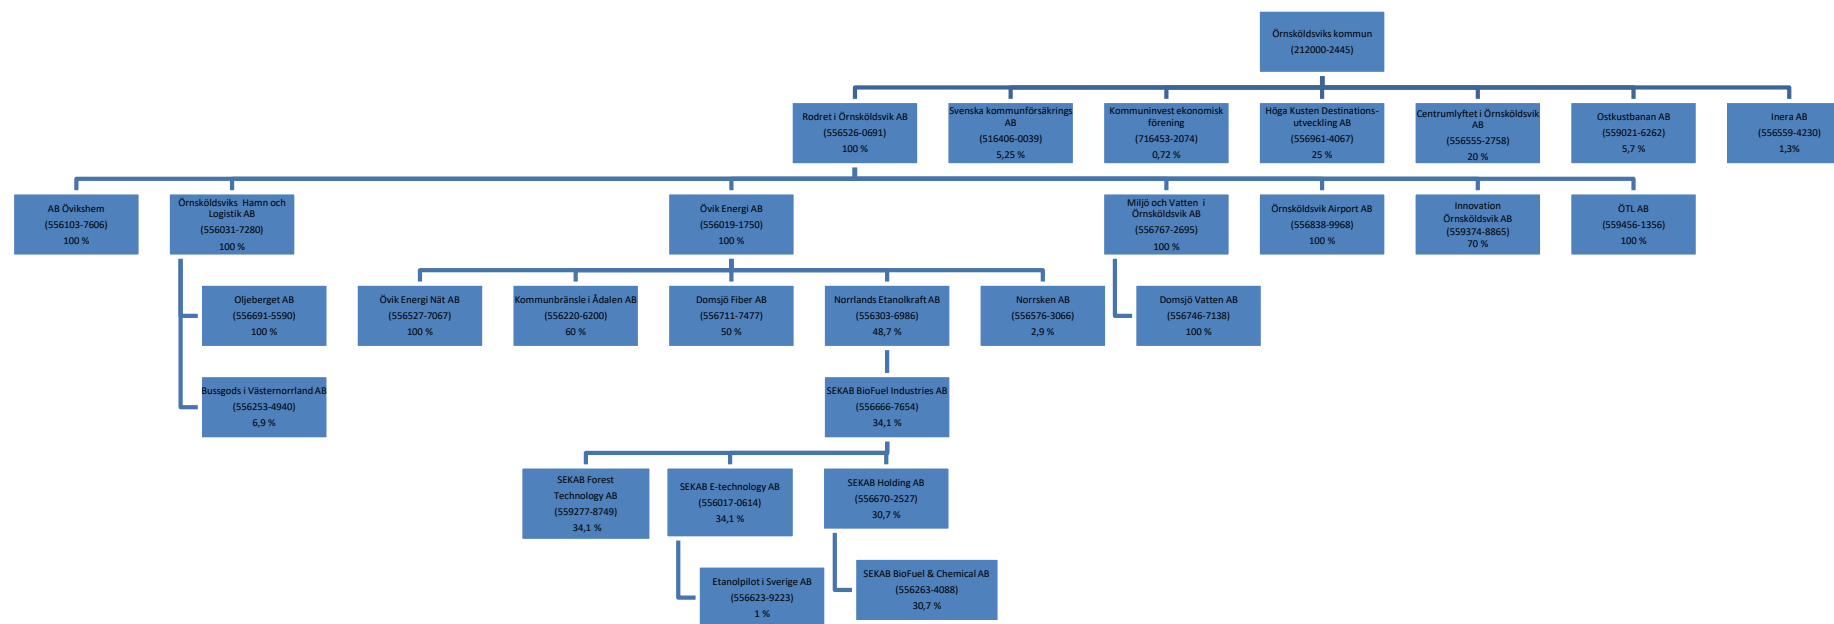 Örnsköldsviks kommun
(212000-2445)
Rodret i Örnsköldsvik AB
(556526-0691)
100 %
Svenska kommunförsäkrings
AB
(516406-0039)
5,25 %
Kommuninvest ekonomisk
förening
(716453-2074)
0,72 %
Höga Kusten Destinations-
utveckling AB
(556961-4067)
25 %
Centrumlyftet i Örnsköldsvik
AB
(556555-2758)
20 %
Ostkustbanan AB
(559021-6262)
5,7 %
Inera AB
(556559-4230)
1,3%
AB Övikshem
(556103-7606)
100 %
Örnsköldsviks Hamn och
Logistik AB
(556031-7280)
100 %
Övik Energi AB
(556019-1750)
100 %
Miljö och Vatten i
Örnsköldsvik AB
(556767-2695)
100 %
Örnsköldsvik Airport AB
(556838-9968)
100 %
Innovation
Örnsköldsvik AB
(559374-8865)
70 %
ÖTL AB
(559456-1356)
100 %
Oljeberget AB
(556691-5590)
100 %
Övik Energi Nät AB
(556527-7067)
100 %
Kommunbränsle i Ådalen AB
(556220-6200)
60 %
Domsjö Fiber AB
(556711-7477)
50 %
Norrlands Etanolkraft AB
(556303-6986)
48,7 %
Norrsken AB
(556576-3066)
2,9 %
Domsjö Vatten AB
(556746-7138)
100 %
Bussgods i Västernorrland AB
(556253-4940)
6,9 %
SEKAB BioFuel Industries AB
(556666-7654)
34,1 %
SEKAB Forest
Technology AB
(559277-8749)
34,1 %
SEKAB E-technology AB
(556017-0614)
34,1 %
SEKAB Holding AB
(556670-2527)
30,7 %
Etanolpilot i Sverige AB
(556623-9223)
1 %
SEKAB BioFuel & Chemical AB
(556263-4088)
30,7 %